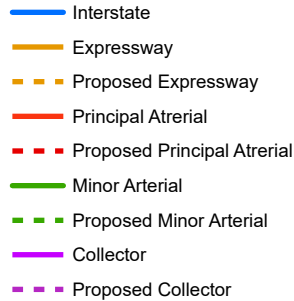 Interstate
Expressway
Proposed Expressway
Principal Atrerial
Proposed Principal Atrerial
Minor Arterial
Proposed Minor Arterial
Collector
Proposed Collector